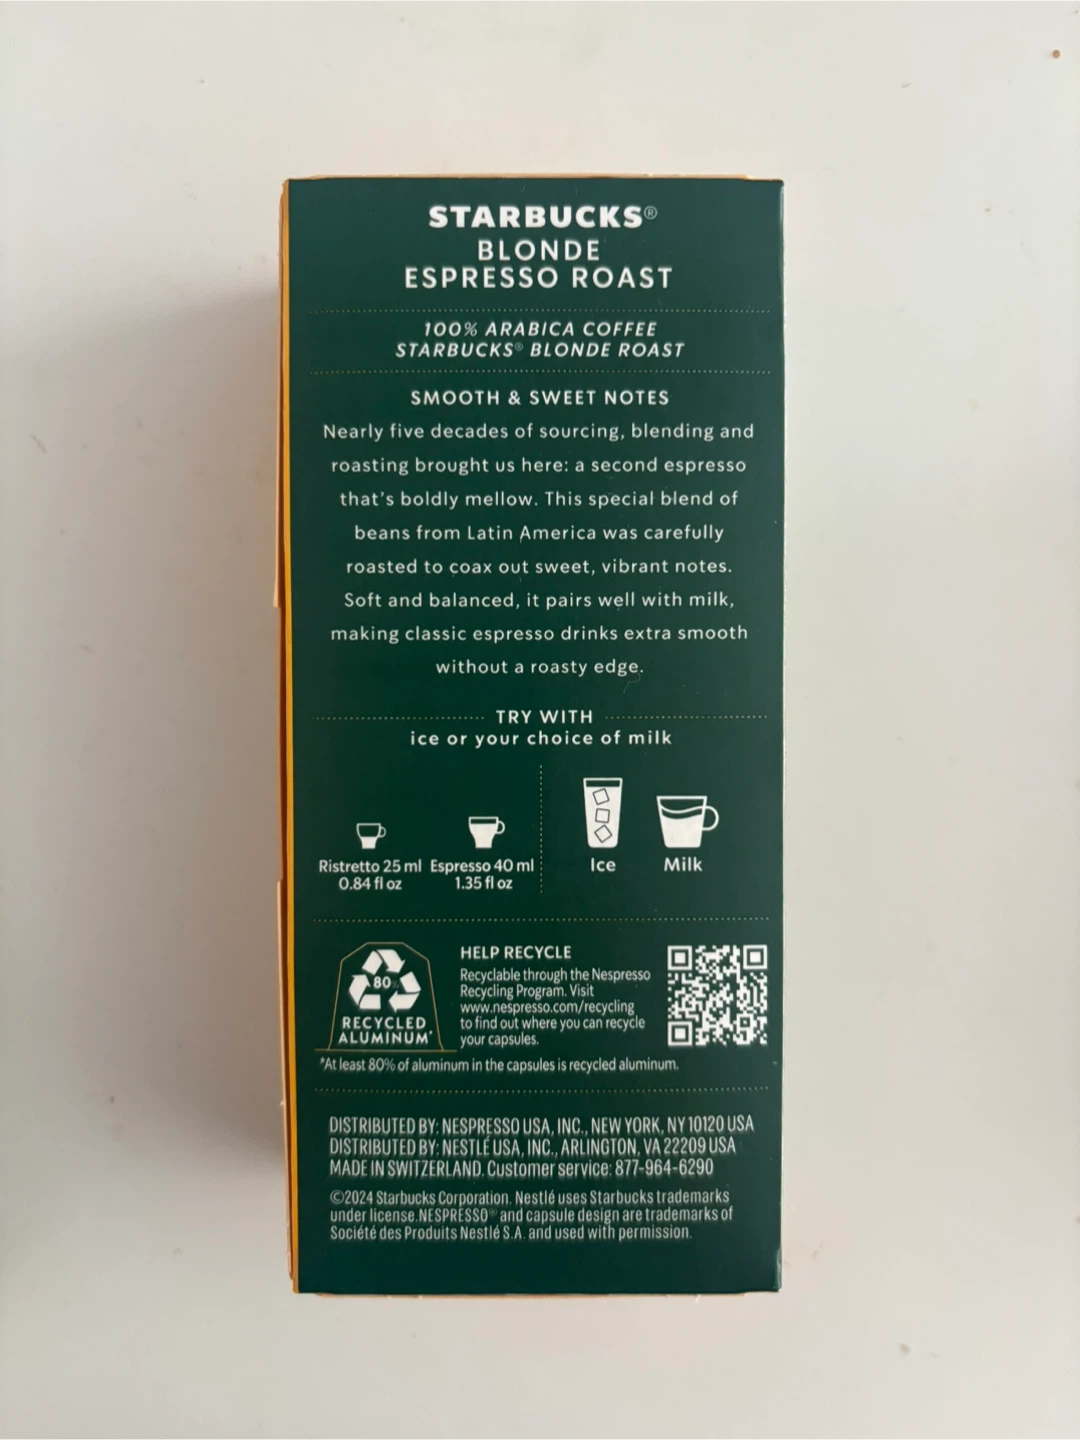 STARBUCKS®
BLONDE
ESPRESSO ROAST
100% ARABICA COFFEE
STARBUCKS® BLONDE ROAST
SMOOTH & SWEET NOTES
Nearly five decades of sourcing, blending and
roasting brought us here: a second espresso
that's boldly mellow. This special blend of
beans from Latin America was carefully
roasted to coax out sweet, vibrant notes.
Soft and balanced, it pairs well with milk,
making classic espresso drinks extra smooth
without a roasty edge.
TRY WITH
ice or your choice of milk
Ristretto 25 ml
0.84 fl oz
Espresso 40 ml
1.35 fl oz
Ice
Milk
80%
RECYCLED
ALUMINUM*
HELP RECYCLE
Recyclable through the Nespresso
Recycling Program. Visit
www.nespresso.com/recycling
to find out where you can recycle
your capsules.
*At least 80% of aluminum in the capsules is recycled aluminum.
DISTRIBUTED BY: NESPRESSO USA, INC., NEW YORK, NY 10120 USA
DISTRIBUTED BY: NESTLÉ USA, INC., ARLINGTON, VA 22209 USA
MADE IN SWITZERLAND. Customer service: 877-964-6290
©2024 Starbucks Corporation. Nestlé uses Starbucks trademarks
under license.NESPRESSO® and capsule design are trademarks of
Société des Produits Nestlé S.A. and used with permission.